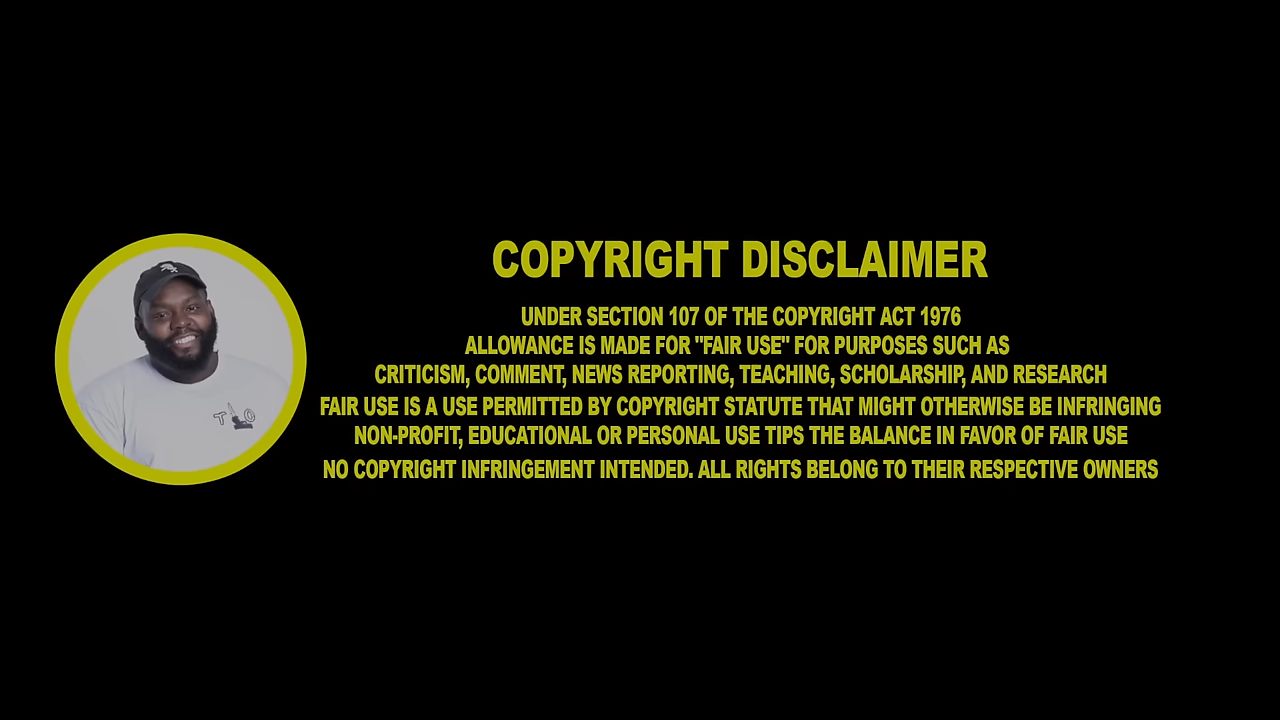 COPYRIGHT DISCLAIMER
UNDER SECTION 107 OF THE COPYRIGHT ACT 1976
ALLOWANCE IS MADE FOR "FAIR USE" FOR PURPOSES SUCH AS
CRITICISM, COMMENT, NEWS REPORTING, TEACHING, SCHOLARSHIP, AND RESEARCH
FAIR USE IS A USE PERMITTED BY COPYRIGHT STATUTE THAT MIGHT OTHERWISE BE INFRINGING
NON-PROFIT, EDUCATIONAL OR PERSONAL USE TIPS THE BALANCE IN FAVOR OF FAIR USE
NO COPYRIGHT INFRINGEMENT INTENDED. ALL RIGHTS BELONG TO THEIR RESPECTIVE OWNERS